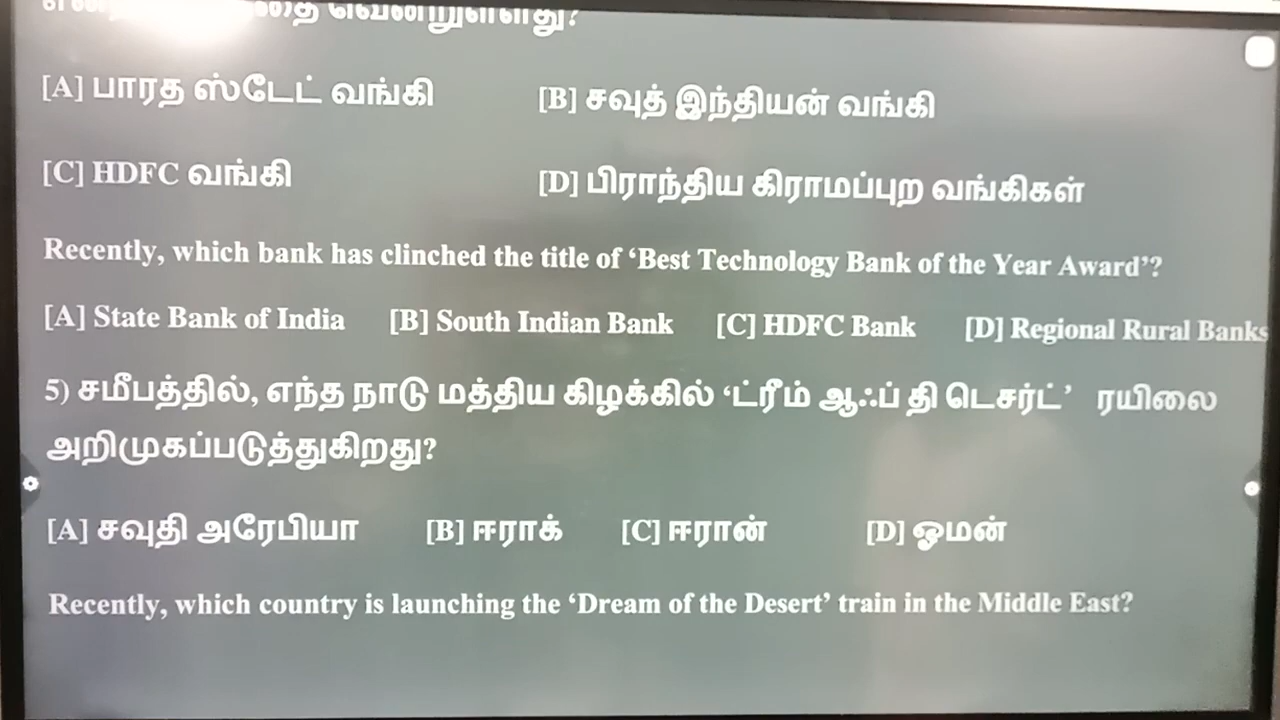 வென்றுள்ளது?
[A] பாரத ஸ்டேட் வங்கி [B] சவுத் இந்தியன் வங்கி
[C] HDFC வங்கி [D] பிராந்திய கிராமப்புற வங்கிகள்
Recently, which bank has clinched the title of ‘Best Technology Bank of the Year Award’?
[A] State Bank of India [B] South Indian Bank [C] HDFC Bank [D] Regional Rural Banks
5) சமீபத்தில், எந்த நாடு மத்திய கிழக்கில் ‘ட்ரீம் ஆஃப் தி டெசர்ட்’ ரயிலை
அறிமுகப்படுத்துகிறது?
[A] சவுதி அரேபியா [B] ஈராக் [C] ஈரான் [D] ஓமன்
Recently, which country is launching the ‘Dream of the Desert’ train in the Middle East?